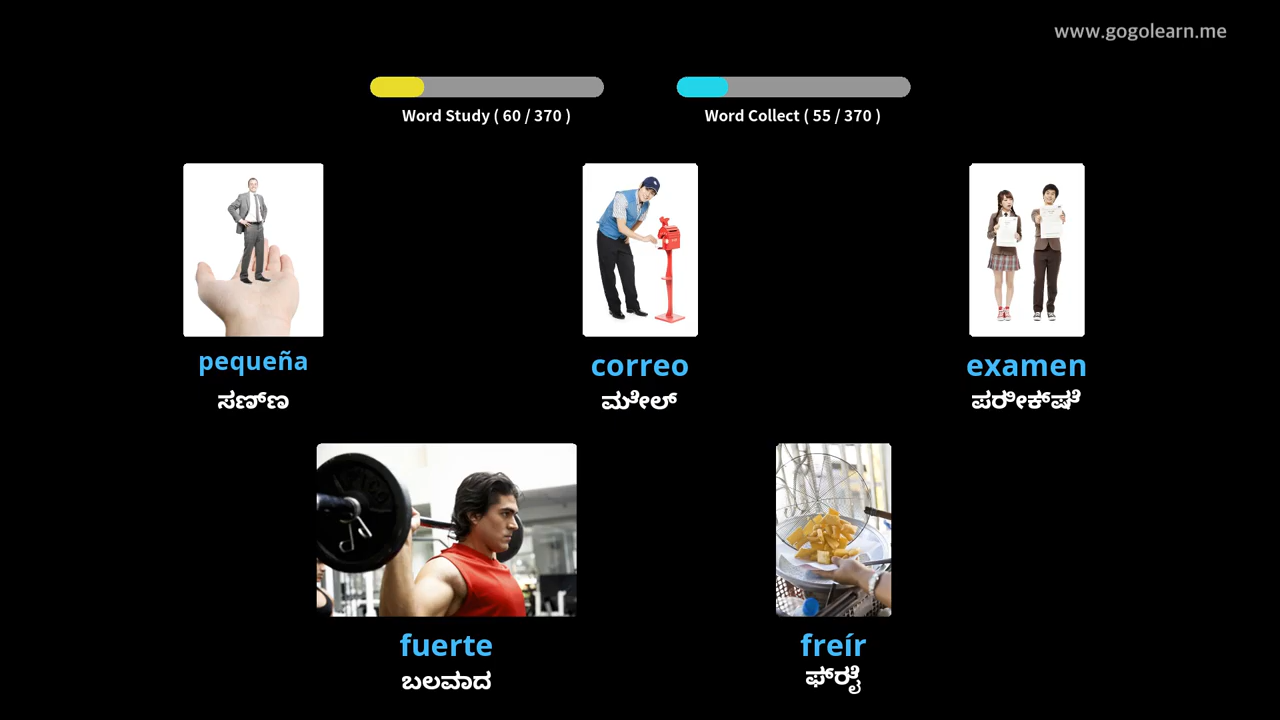 www.gogolearn.me
Word Study ( 60 / 370 )
Word Collect ( 55 / 370 )
pequeña
ಸಣ್ಣ
correo
ಮೇಲ್
examen
ಪರೀಕ್ಷೆ
fuerte
ಬಲವಾದ
freír
ಫ್ರೈ